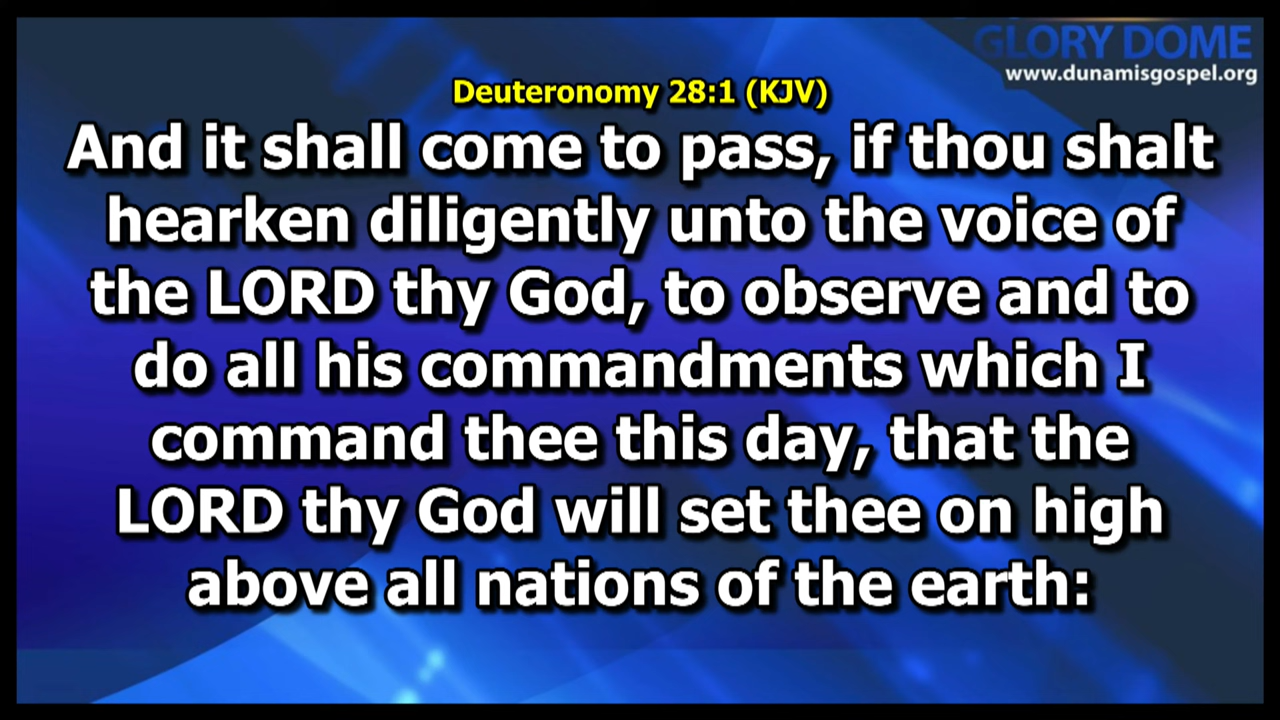 GLORY DOME
www.dunamisgospel.org
Deuteronomy 28:1 (KJV)
And it shall come to pass, if thou shalt
hearken diligently unto the voice of
the LORD thy God, to observe and to
do all his commandments which I
command thee this day, that the
LORD thy God will set thee on high
above all nations of the earth: